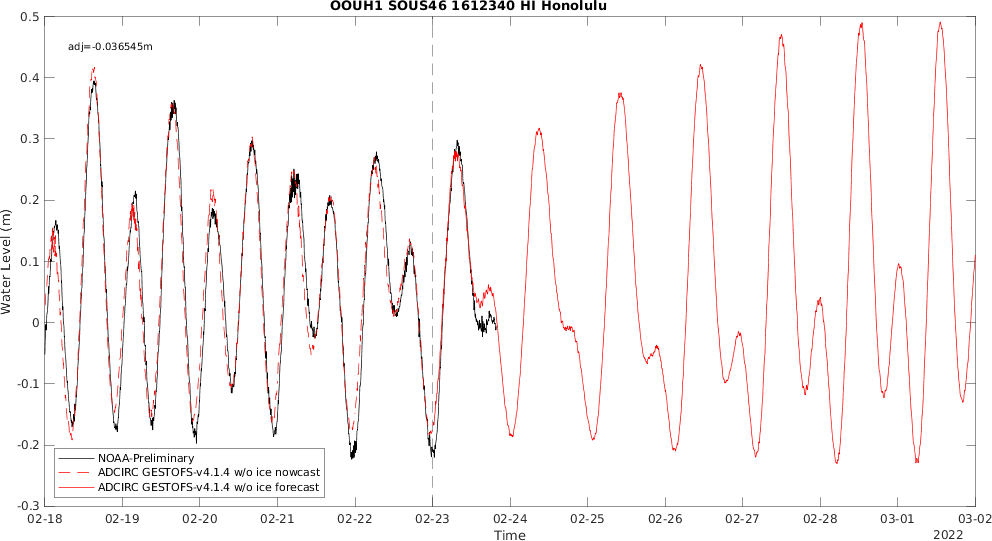 OOUH1 SOUS46 1612340 HI Honolulu
adj=-0.036545m
Water Level (m)
0.5
0.4
0.3
0.2
0.1
0
-0.1
-0.2
-0.3
NOAA-Preliminary
ADCIRC GESTOFS-v4.1.4 w/o ice nowcast
ADCIRC GESTOFS-v4.1.4 w/o ice forecast
02-18 02-19 02-20 02-21 02-22 02-23 02-24 02-25 02-26 02-27 02-28 03-01 03-02
Time
2022